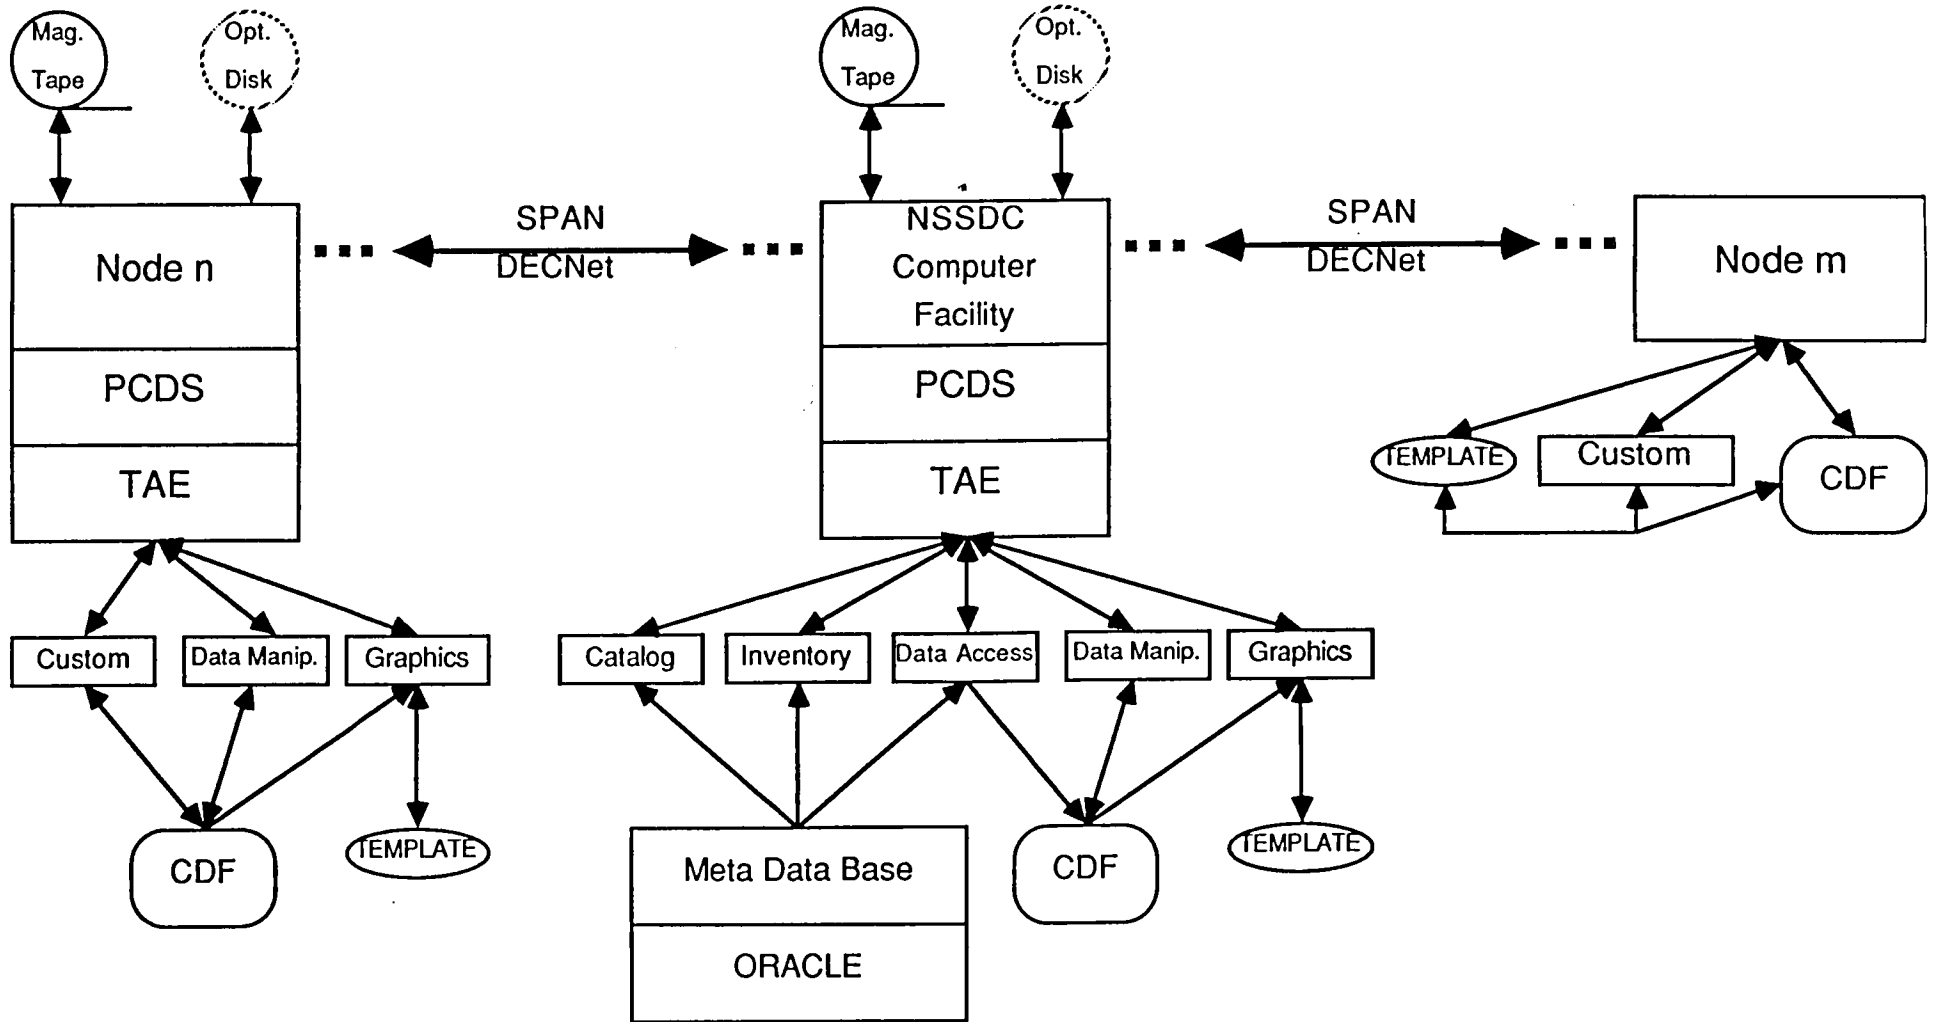 Mag.
Tape
Opt.
Disk
Mag.
Tape
Opt.
Disk
Node n
PCDS
TAE
SPAN
DECNet
NSSDC
Computer
Facility
PCDS
TAE
SPAN
DECNet
Node m
TEMPLATE
Custom
CDF
Custom
Data Manip.
Graphics
Catalog
Inventory
Data Access
Data Manip.
Graphics
CDF
TEMPLATE
Meta Data Base
ORACLE
CDF
TEMPLATE